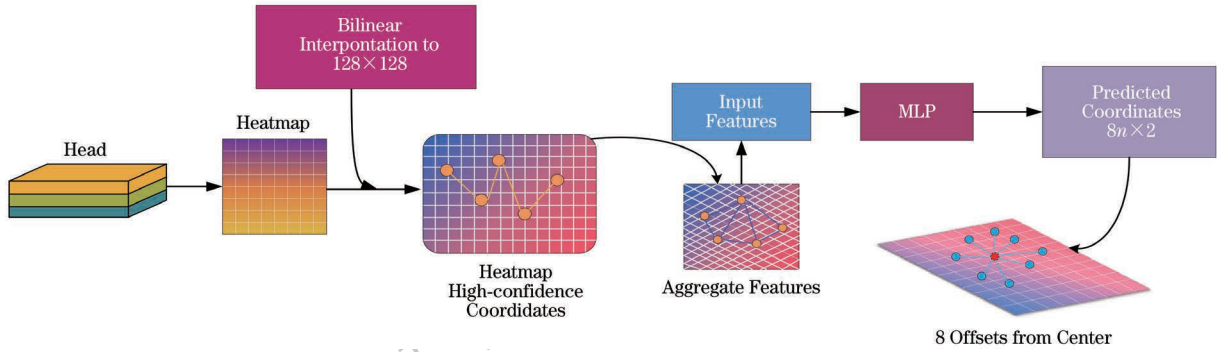 Bilinear
Interpontation to
128×128
Head
Heatmap
Heatmap
High-confidence
Coordidates
Aggregate Features
Input
Features
MLP
Predicted
Coordinates
8n×2
8 Offsets from Center